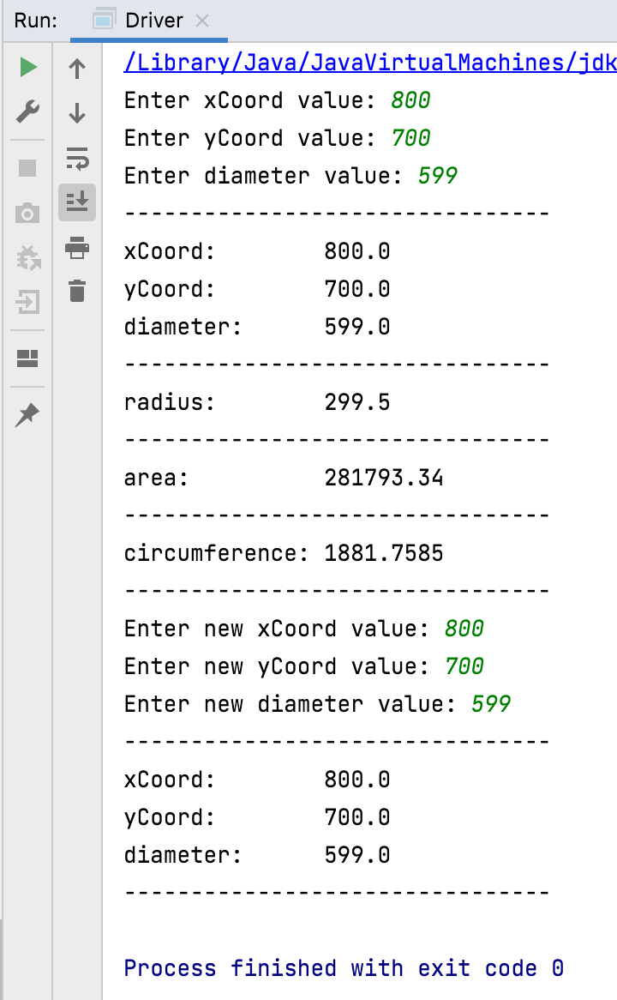 Run: Driver
/Library/Java/JavaVirtualMachines/jdk
Enter xCoord value: 800
Enter yCoord value: 700
Enter diameter value: 599
--------------------------------
xCoord:        800.0
yCoord:        700.0
diameter:      599.0
--------------------------------
radius:        299.5
--------------------------------
area:          281793.34
--------------------------------
circumference: 1881.7585
--------------------------------
Enter new xCoord value: 800
Enter new yCoord value: 700
Enter new diameter value: 599
--------------------------------
xCoord:        800.0
yCoord:        700.0
diameter:      599.0
--------------------------------
Process finished with exit code 0